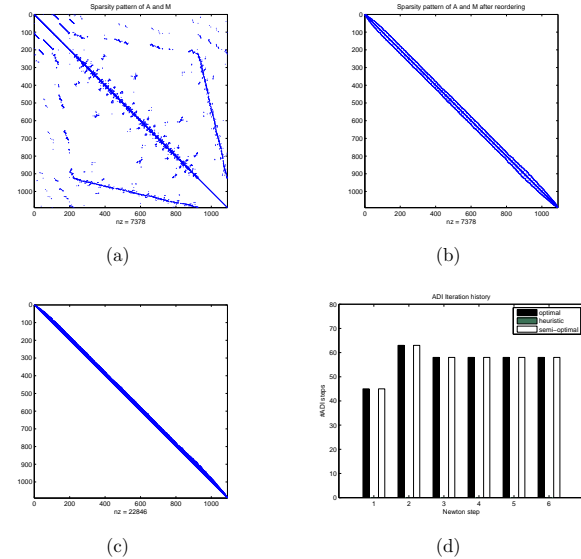 Sparsity pattern of A and M
0
100
200
300
400
500
600
700
800
900
1000
0 200 400 600 800 1000
nz = 7378
(a)
Sparsity pattern of A and M after reordering
0
100
200
300
400
500
600
700
800
900
1000
0 200 400 600 800 1000
nz = 7378
(b)
0
100
200
300
400
500
600
700
800
900
1000
0 200 400 600 800 1000
nz = 22846
(c)
ADI Iteration history
80
70
60
50
40
30
20
10
0
#ADI steps
optimal
heuristic
semi-optimal
1 2 3 4 5 6
Newton step
(d)